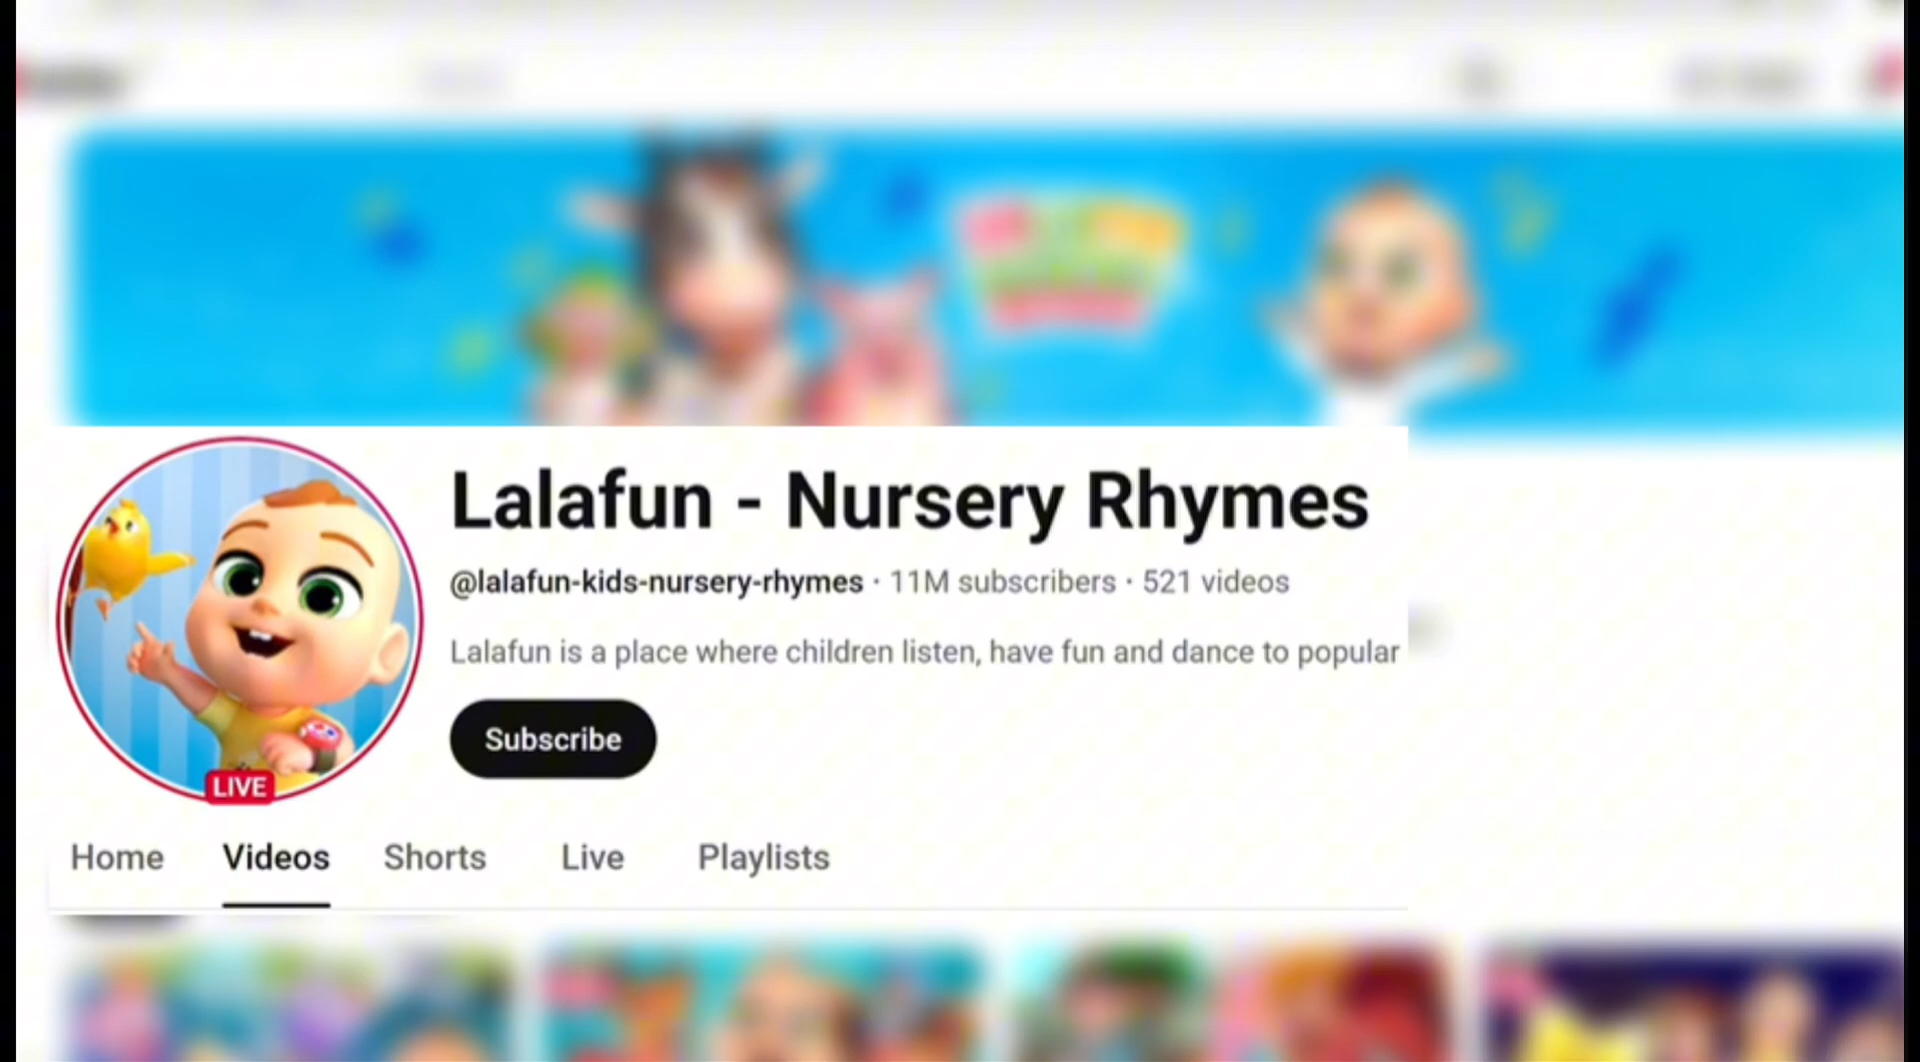 Lalafun - Nursery Rhymes
@lalafun-kids-nursery-rhymes · 11M subscribers · 521 videos
Lalafun is a place where children listen, have fun and dance to popular
Subscribe
LIVE
Home Videos Shorts Live Playlists